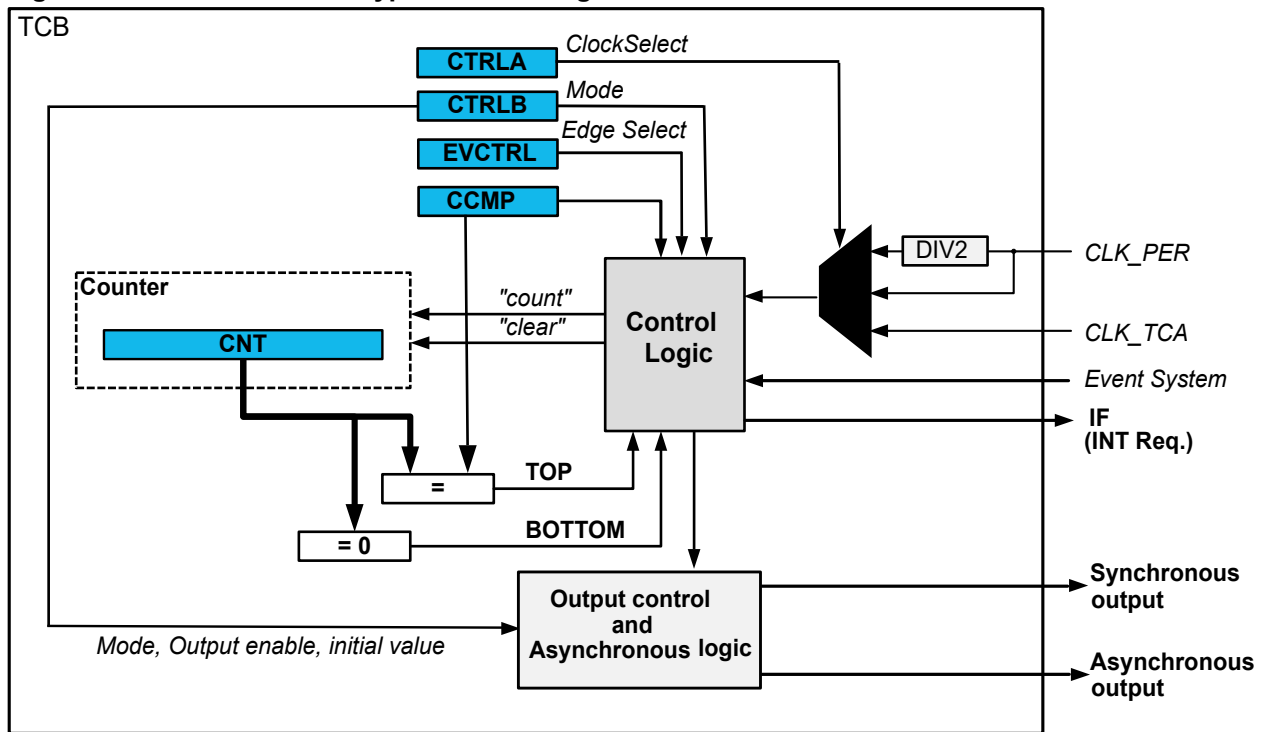 TCB
ClockSelect
CTRLA
Mode
CTRLB
Edge Select
EVCTRL
CCMP
DIV2
CLK_PER
Counter
"count"
"clear"
CNT
Control
Logic
CLK_TCA
Event System
IF
(INT Req.)
=
TOP
= 0
BOTTOM
Output control
and
Asynchronous logic
Synchronous
output
Mode, Output enable, initial value
Asynchronous
output